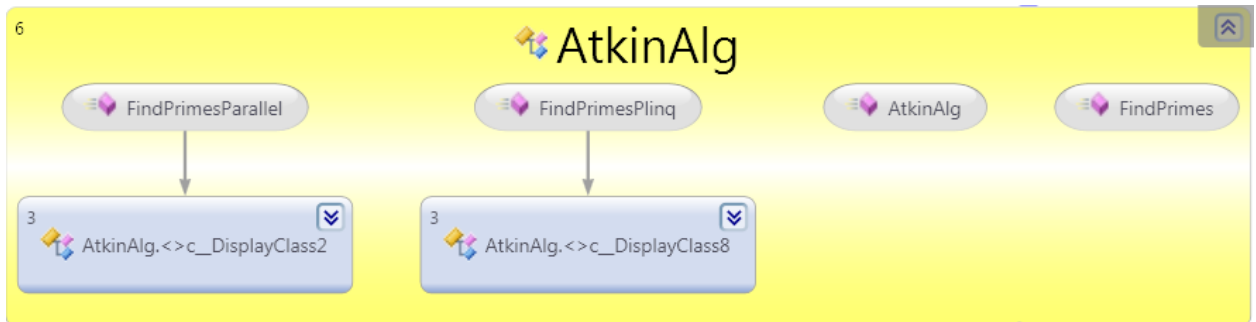 6
AtkinAlg
FindPrimesParallel
FindPrimesPlinq
AtkinAlg
FindPrimes
3
AtkinAlg.<>c__DisplayClass2
3
AtkinAlg.<>c__DisplayClass8